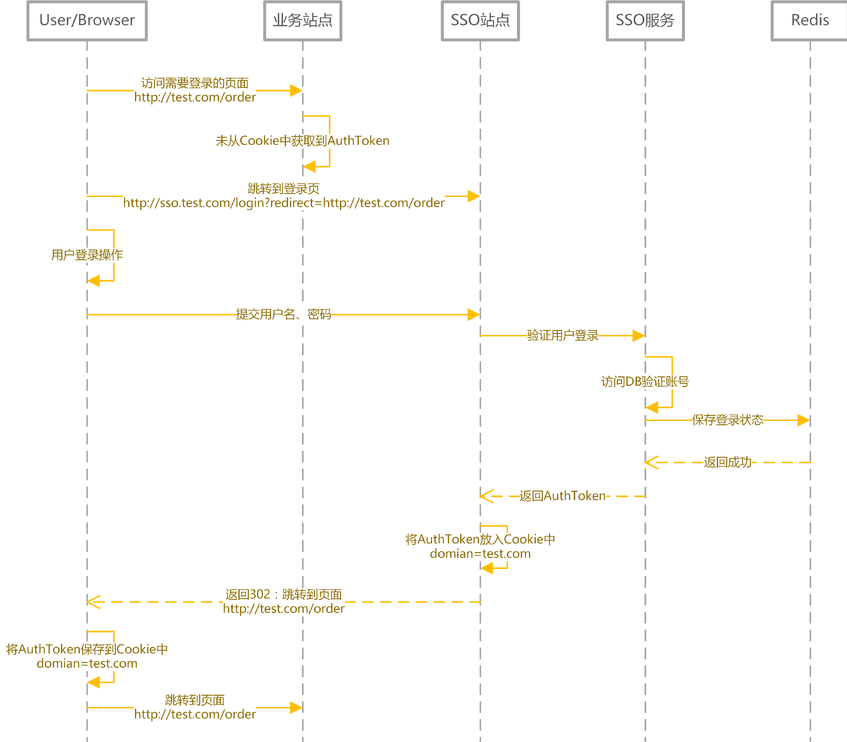 User/Browser
业务站点
SSO站点
SSO服务
Redis
访问需要登录的页面
http://test.com/order
未从Cookie中获取到AuthToken
跳转到登录页
http://sso.test.com/login?redirect=http://test.com/order
用户登录操作
提交用户名、密码
验证用户登录
访问DB验证账号
保存登录状态
返回成功
返回AuthToken
将AuthToken放入Cookie中
domian=test.com
返回302：跳转到页面
http://test.com/order
将AuthToken保存到Cookie中
domian=test.com
跳转到页面
http://test.com/order